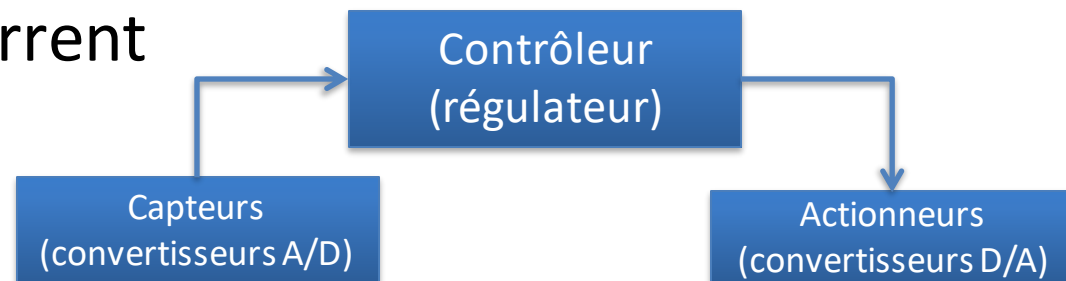 rrent
Contrôleur
(régulateur)
Capteurs
(convertisseurs A/D)
Actionneurs
(convertisseurs D/A)